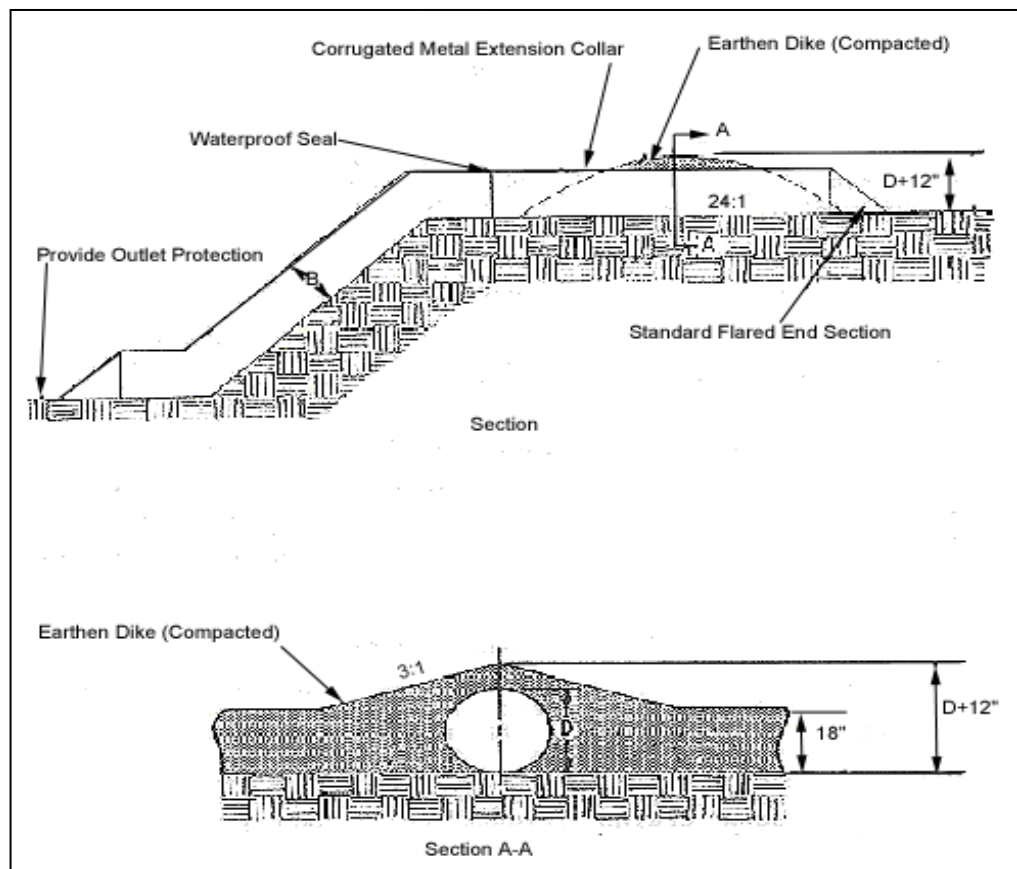 Corrugated Metal Extension Collar
Earthen Dike (Compacted)
Waterproof Seal
A
D+12"
24:1
A
Provide Outlet Protection
B
Standard Flared End Section
Section
Earthen Dike (Compacted)
3:1
D
D+12"
18"
Section A-A